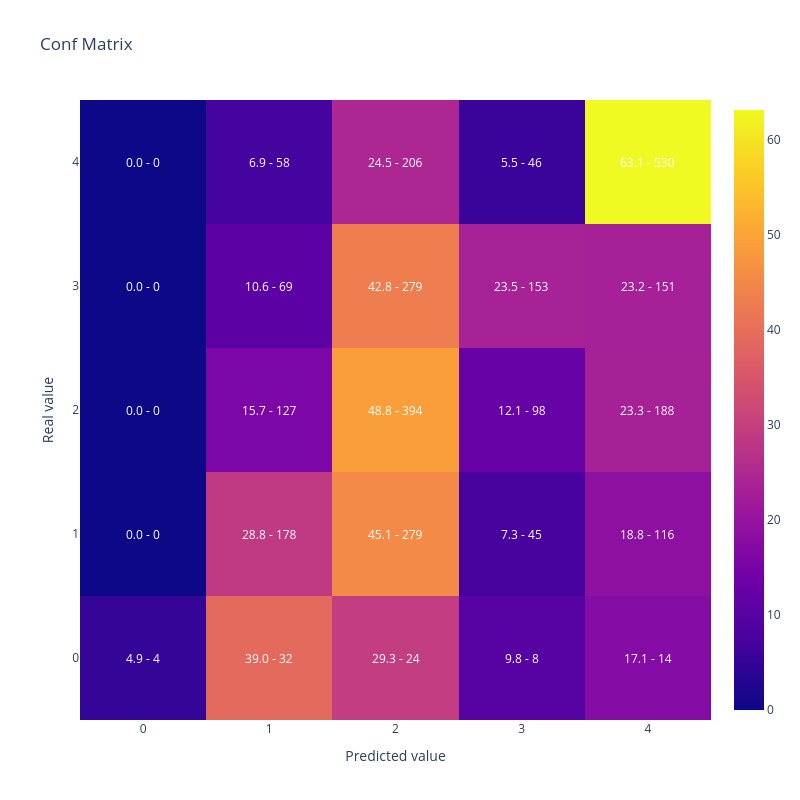 Conf Matrix
60
4 0.0 - 0 6.9 - 58 24.5 - 206 5.5 - 46 63.1 - 530
50
3 0.0 - 0 10.6 - 69 42.8 - 279 23.5 - 153 23.2 - 151
40
Real value
2 0.0 - 0 15.7 - 127 48.8 - 394 12.1 - 98 23.3 - 188
30
20
1 0.0 - 0 28.8 - 178 45.1 - 279 7.3 - 45 18.8 - 116
10
0 4.9 - 4 39.0 - 32 29.3 - 24 9.8 - 8 17.1 - 14
0
0 1 2 3 4
Predicted value